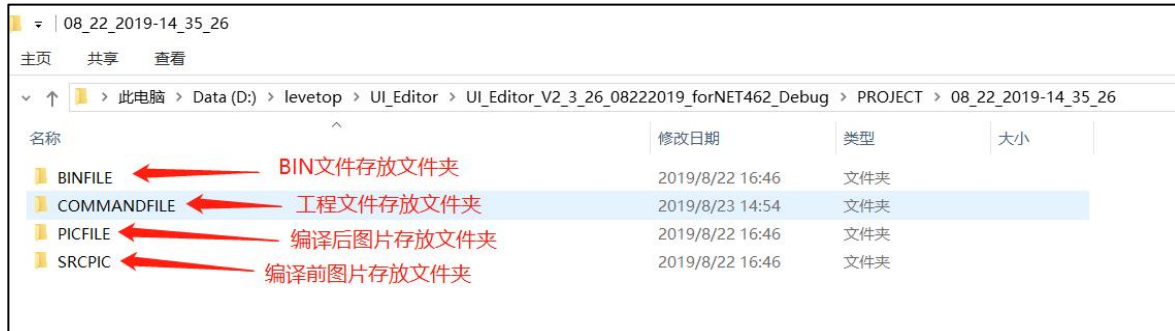 08_22_2019-14_35_26
主页 共享 查看
此电脑 > Data (D:) > levetop > UI_Editor > UI_Editor_V2_3_26_08222019_forNET462_Debug > PROJECT > 08_22_2019-14_35_26
名称 修改日期 类型 大小
BINFILE BIN文件存放文件夹 2019/8/22 16:46 文件夹
COMMANDFILE 工程文件存放文件夹 2019/8/23 14:54 文件夹
PICFILE 编译后图片存放文件夹 2019/8/22 16:46 文件夹
SRCPIC 编译前图片存放文件夹 2019/8/22 16:46 文件夹